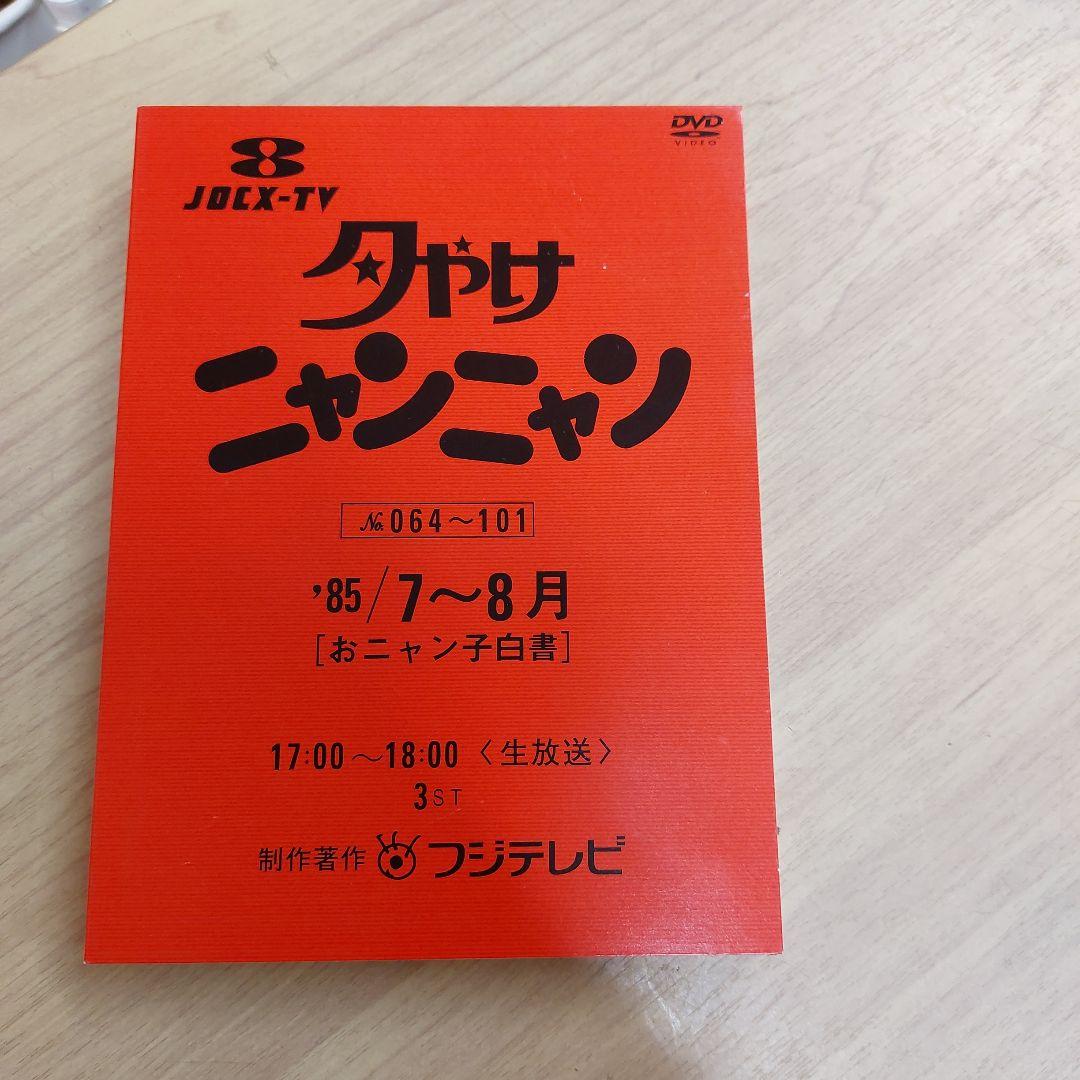 DVD
VIDEO
8
JOCX-TV
夕やけ
ニャンニャン
No.064〜101
'85/7〜8月
[おニャン子白書]
17:00〜18:00〈生放送〉
3ST
制作著作 フジテレビ